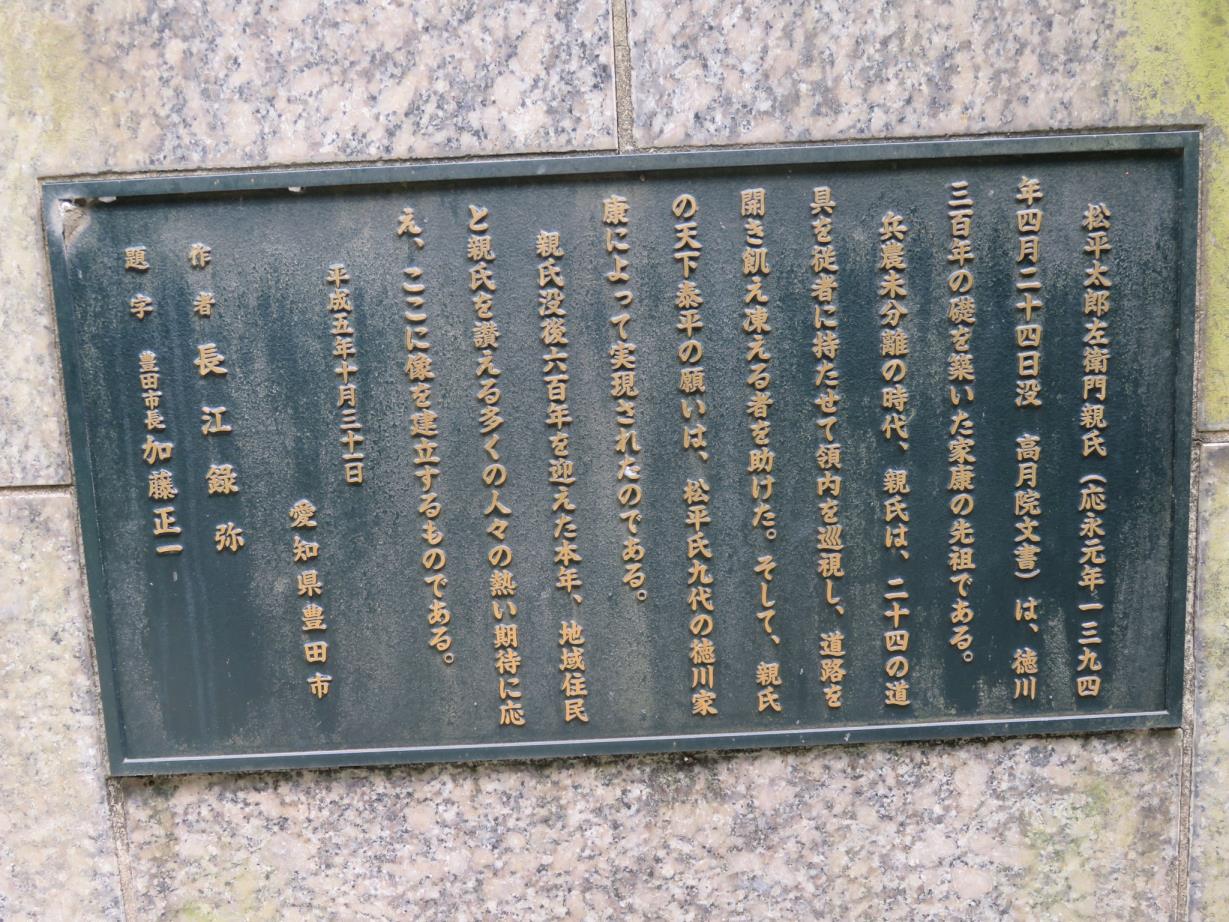 松平太郎左衛門親氏（応永元年一三九四
年四月二十四日没　高月院文書）は、徳川
三百年の礎を築いた家康の先祖である。
兵農未分離の時代、親氏は、二十四の道
具を従者に持たせて領内を巡視し、道路を
開き飢え凍える者を助けた。そして、親氏
の天下泰平の願いは、松平氏九代の徳川家
康によって実現されたのである。
親氏没後六百年を迎えた本年、地域住民
と親氏を讃える多くの人々の熱い期待に応
え、ここに像を建立するものである。
平成五年十月三十一日
愛知県豊田市
作者　長江録弥
題字　豊田市長　加藤正一